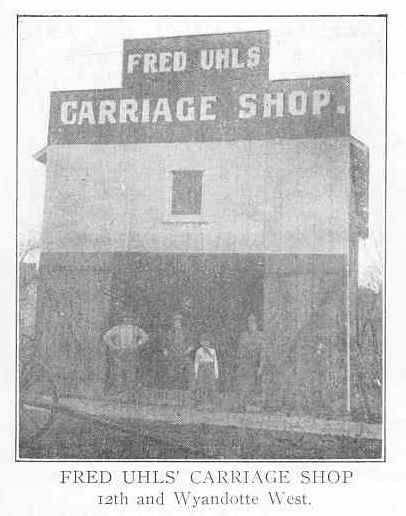 FRED UHLS
CARRIAGE SHOP.
FRED UHLS' CARRIAGE SHOP
12th and Wyandotte West.